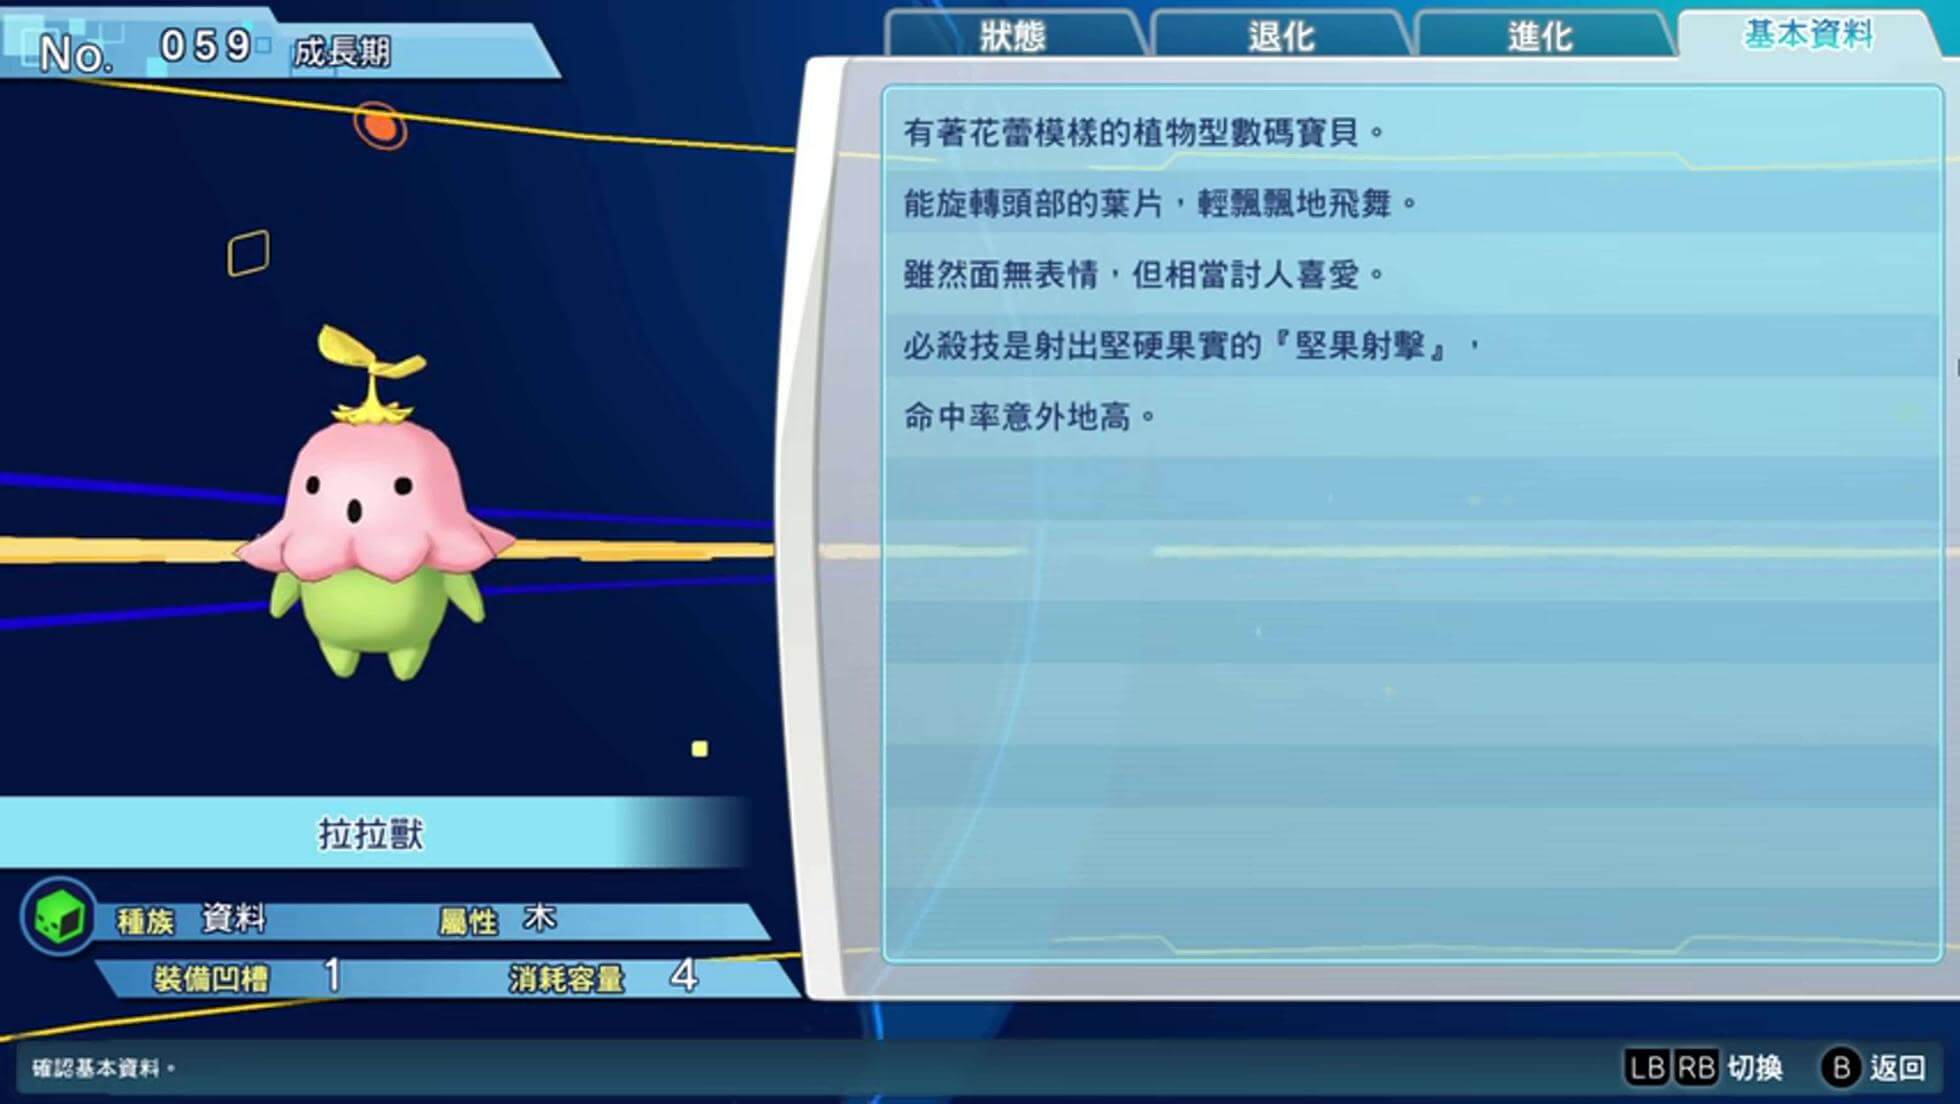 No. 059 成長期
狀態 退化 進化 基本資料
有著花蕾模樣的植物型數碼寶貝。
能旋轉頭部的葉片，輕飄飄地飛舞。
雖然面無表情，但相當討人喜愛。
必殺技是射出堅硬果實的『堅果射擊』，
命中率意外地高。
拉拉獸
種族 資料 屬性 木
裝備凹槽 1 消耗容量 4
確認基本資料。
LB RB 切換 B 返回